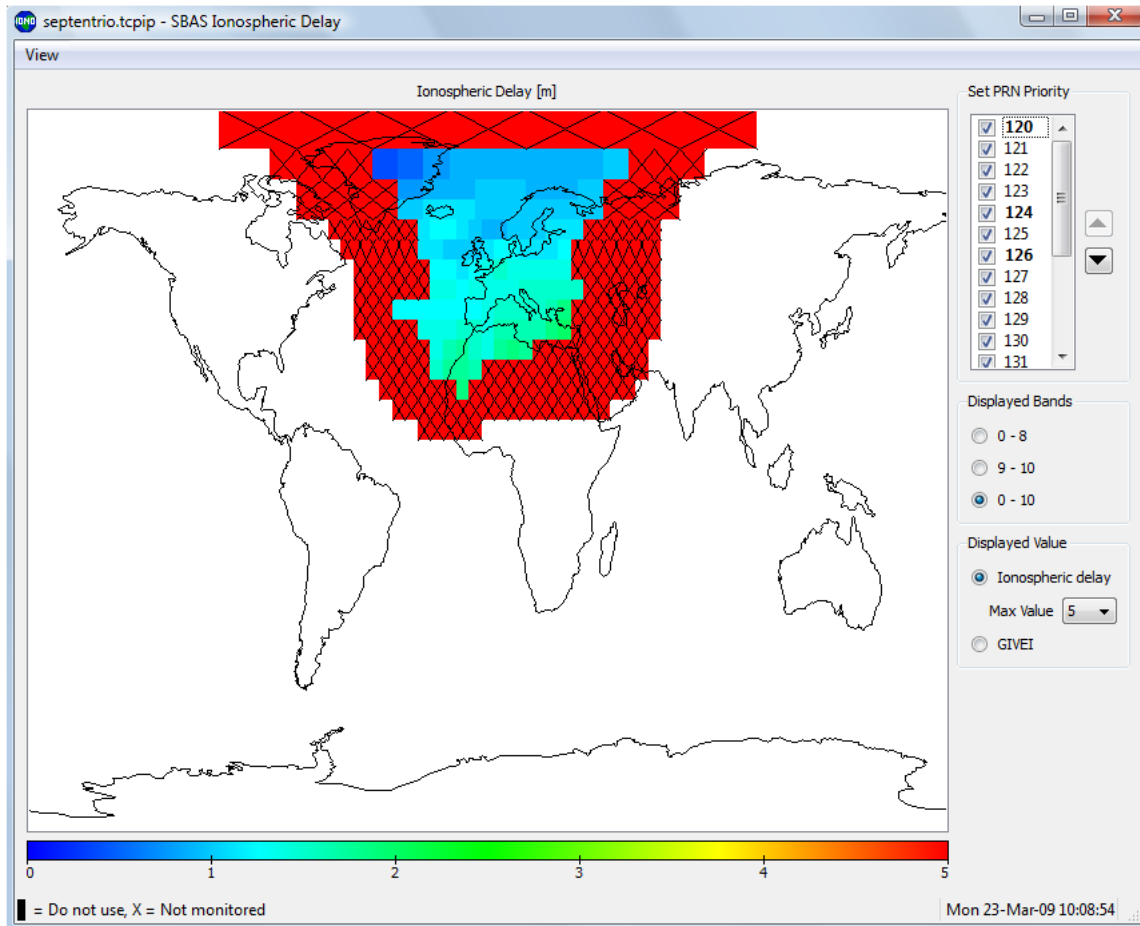 IONO septentrio.tcpip - SBAS Ionospheric Delay
View
Ionospheric Delay [m]
0 1 2 3 4 5
= Do not use, X = Not monitored
Set PRN Priority
120
121
122
123
124
125
126
127
128
129
130
131
Displayed Bands
0 - 8
9 - 10
0 - 10
Displayed Value
Ionospheric delay
Max Value 5
GIVEI
Mon 23-Mar-09 10:08:54